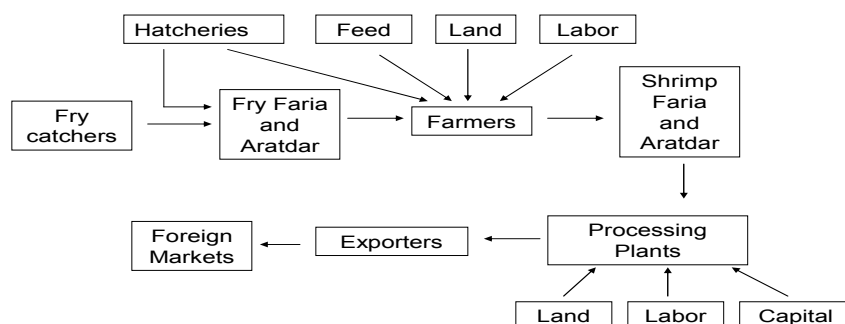 Hatcheries
Feed
Land
Labor
Fry
catchers
Fry Faria
and
Aratdar
Farmers
Shrimp
Faria
and
Aratdar
Foreign
Markets
Exporters
Processing
Plants
Land
Labor
Capital